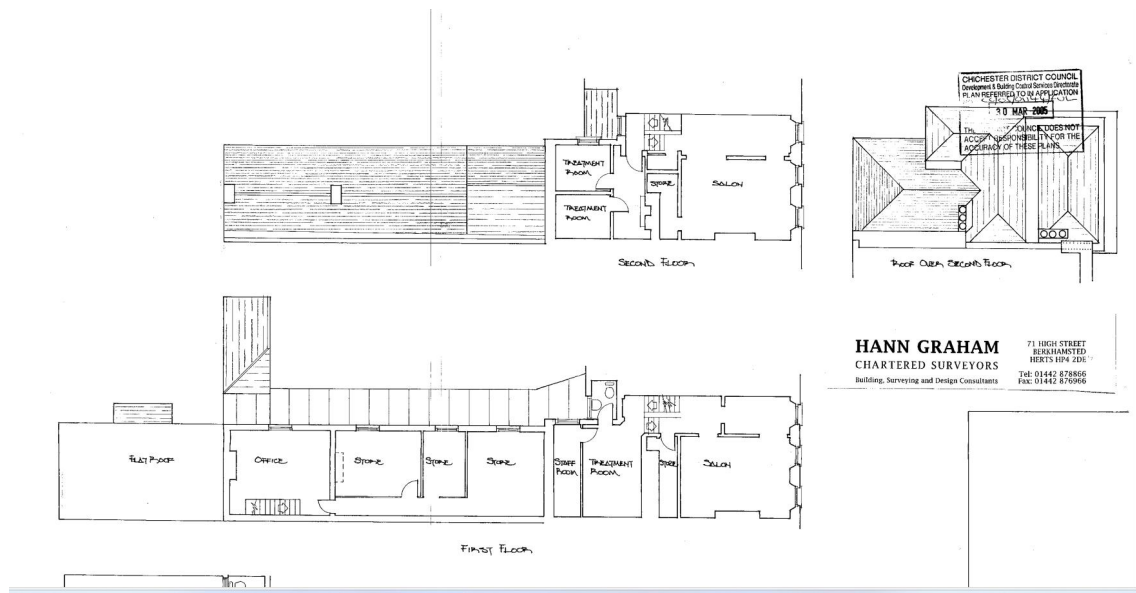 CHICHESTER DISTRICT COUNCIL
Development & Building Control Services Directorate
PLAN REFERRED TO IN APPLICATION
30 MAR 2005
COUNCIL DOES NOT
ACCEPT RESPONSIBILITY FOR THE
ACCURACY OF THESE PLANS
TREATMENT
ROOM
TREATMENT
ROOM
STORE
SALON
SECOND FLOOR
ROOF OVER SECOND FLOOR
HANN GRAHAM
CHARTERED SURVEYORS
Building, Surveying and Design Consultants
71 HIGH STREET
BERKHAMSTED
HERTS HP4 2DE
Tel: 01442 878866
Fax: 01442 876966
FLAT ROOF
OFFICE
STORE
STORE
STORE
STAFF
ROOM
TREATMENT
ROOM
STORE
SALON
FIRST FLOOR